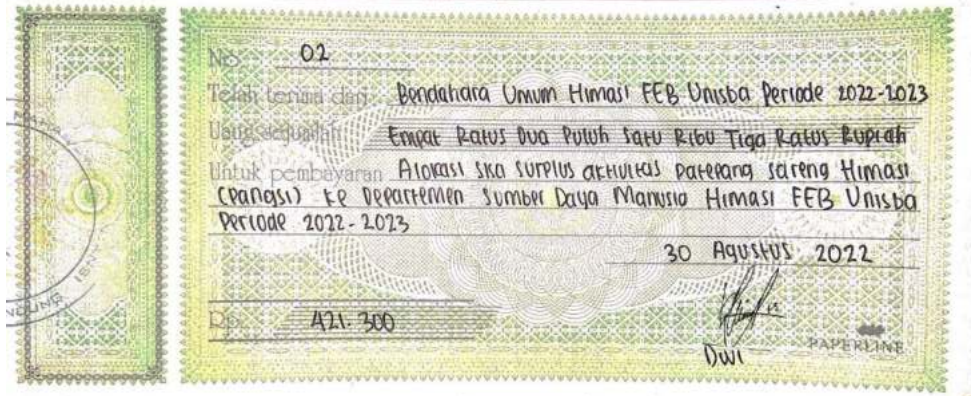 No. 02
Telah terima dari Bendahara Umum Himasi FEB Unisba Periode 2022-2023
Uang sejumlah Empat Ratus Dua Puluh Satu Ribu Tiga Ratus Rupiah
Untuk pembayaran Alokasi SKO Surplus aktivitas patepang sareng Himasi
(Pangsi) ke Departemen Sumber Daya Manusia Himasi FEB Unisba
Periode 2022-2023
30 Agustus 2022
Rp. 421.300
Dwi
PAPERLINE